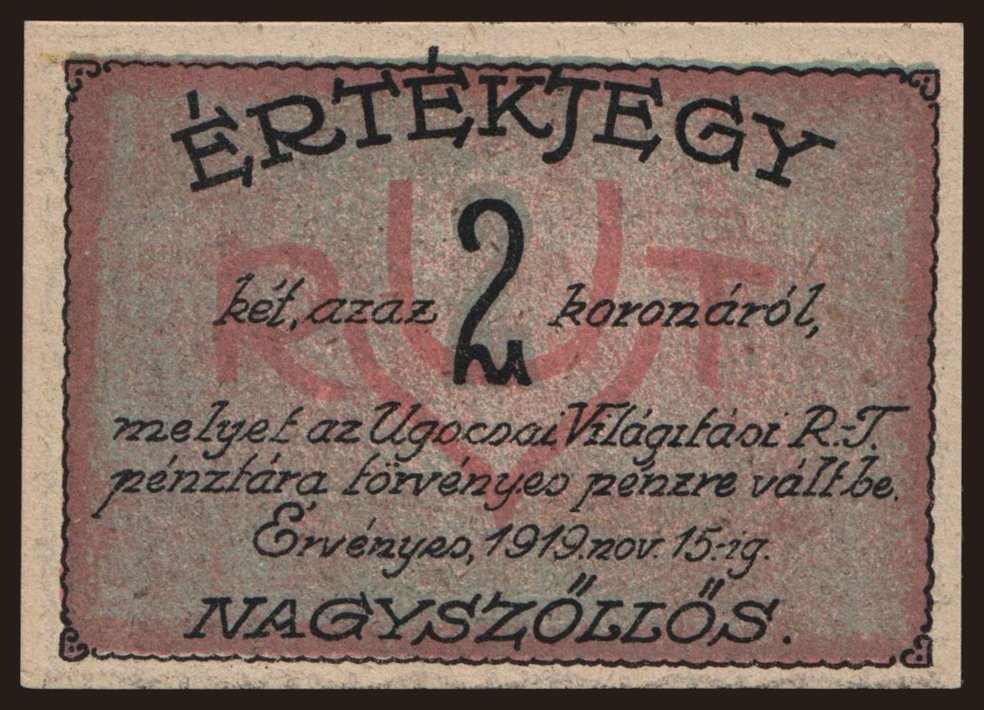 ÉRTÉKJEGY
R U T
két, azaz 2 koronáról,
melyet az Ugocsai Világítási R.-T.
pénztára törvényes pénzre vált be.
Érvényes, 1919. nov. 15-ig.
NAGYSZŐLLŐS.